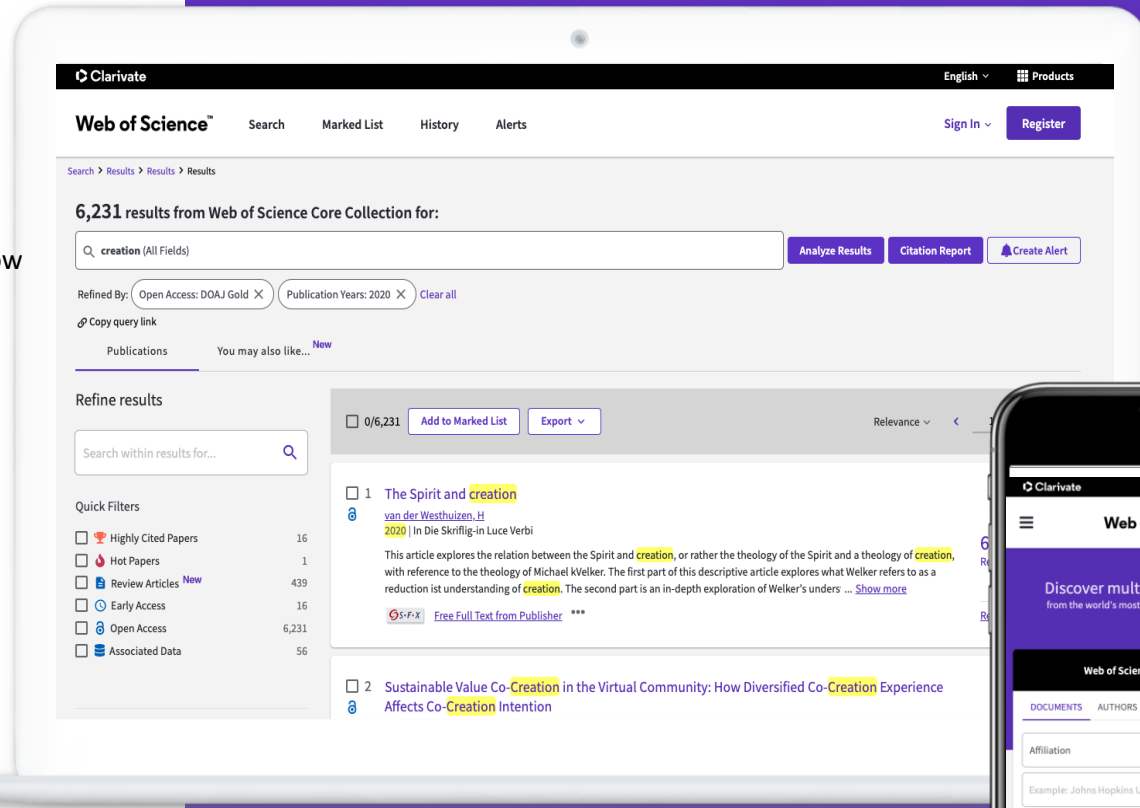 Clarivate
English
Products
Web of Science™
Search
Marked List
History
Alerts
Sign In
Register
Search > Results > Results > Results
6,231 results from Web of Science Core Collection for:
creation (All Fields)
Analyze Results
Citation Report
Create Alert
Refined By:
Open Access: DOAJ Gold
Publication Years: 2020
Clear all
Copy query link
Publications
You may also like...
New
Refine results
Search within results for...
Quick Filters
Highly Cited Papers 16
Hot Papers 1
Review Articles New 439
Early Access 16
Open Access 6,231
Associated Data 56
0/6,231
Add to Marked List
Export
Relevance
1 The Spirit and creation
van der Westhuizen, H
2020 | In Die Skriflig-in Luce Verbi
This article explores the relation between the Spirit and creation, or rather the theology of the Spirit and a theology of creation,
with reference to the theology of Michael kVelker. The first part of this descriptive article explores what Welker refers to as a
reduction ist understanding of creation. The second part is an in-depth exploration of Welker's unders ... Show more
S·F·X
Free Full Text from Publisher
2 Sustainable Value Co-Creation in the Virtual Community: How Diversified Co-Creation Experience
Affects Co-Creation Intention
Clarivate
Web
Discover
from the world's most
Web of
DOCUMENTS
AUTHORS
Affiliation
Example: Johns Hopkins